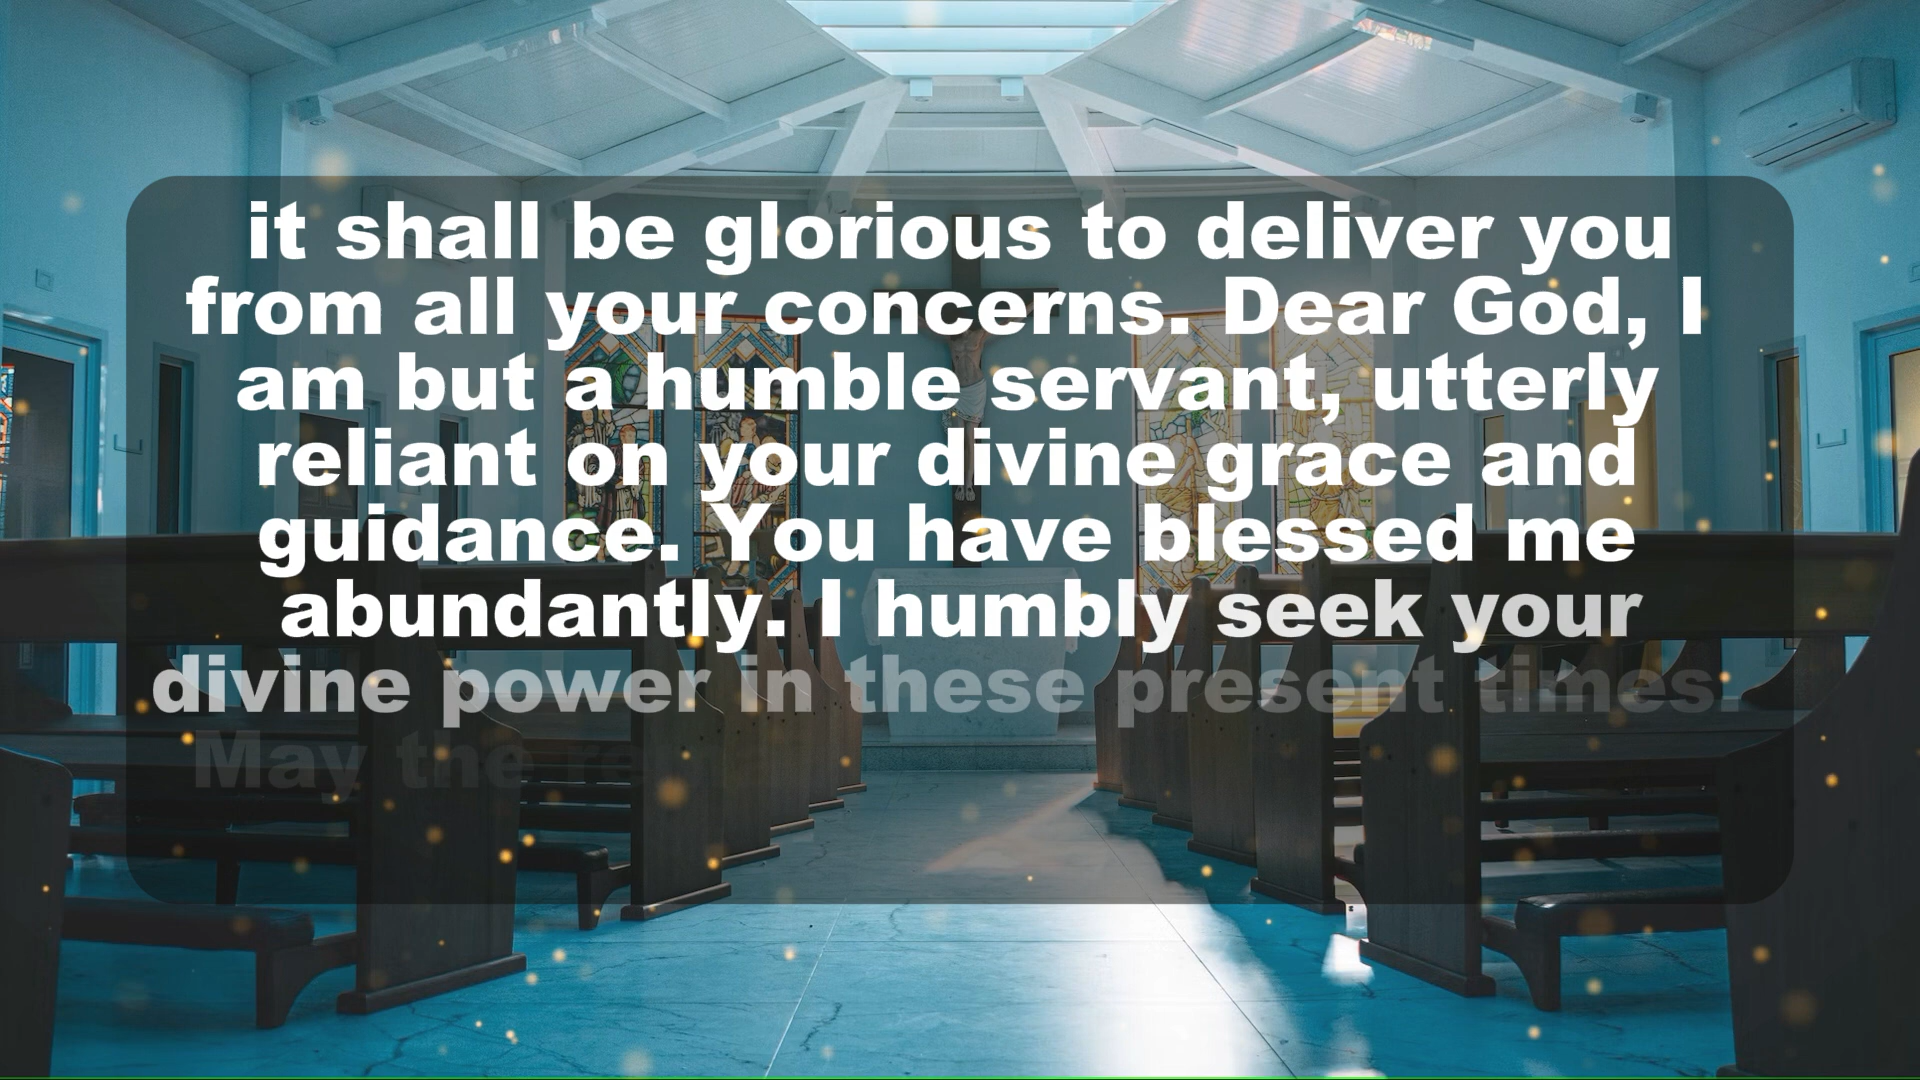 it shall be glorious to deliver you
from all your concerns. Dear God, I
am but a humble servant, utterly
reliant on your divine grace and
guidance. You have blessed me
abundantly. I humbly seek your
divine power in these present times.
May the